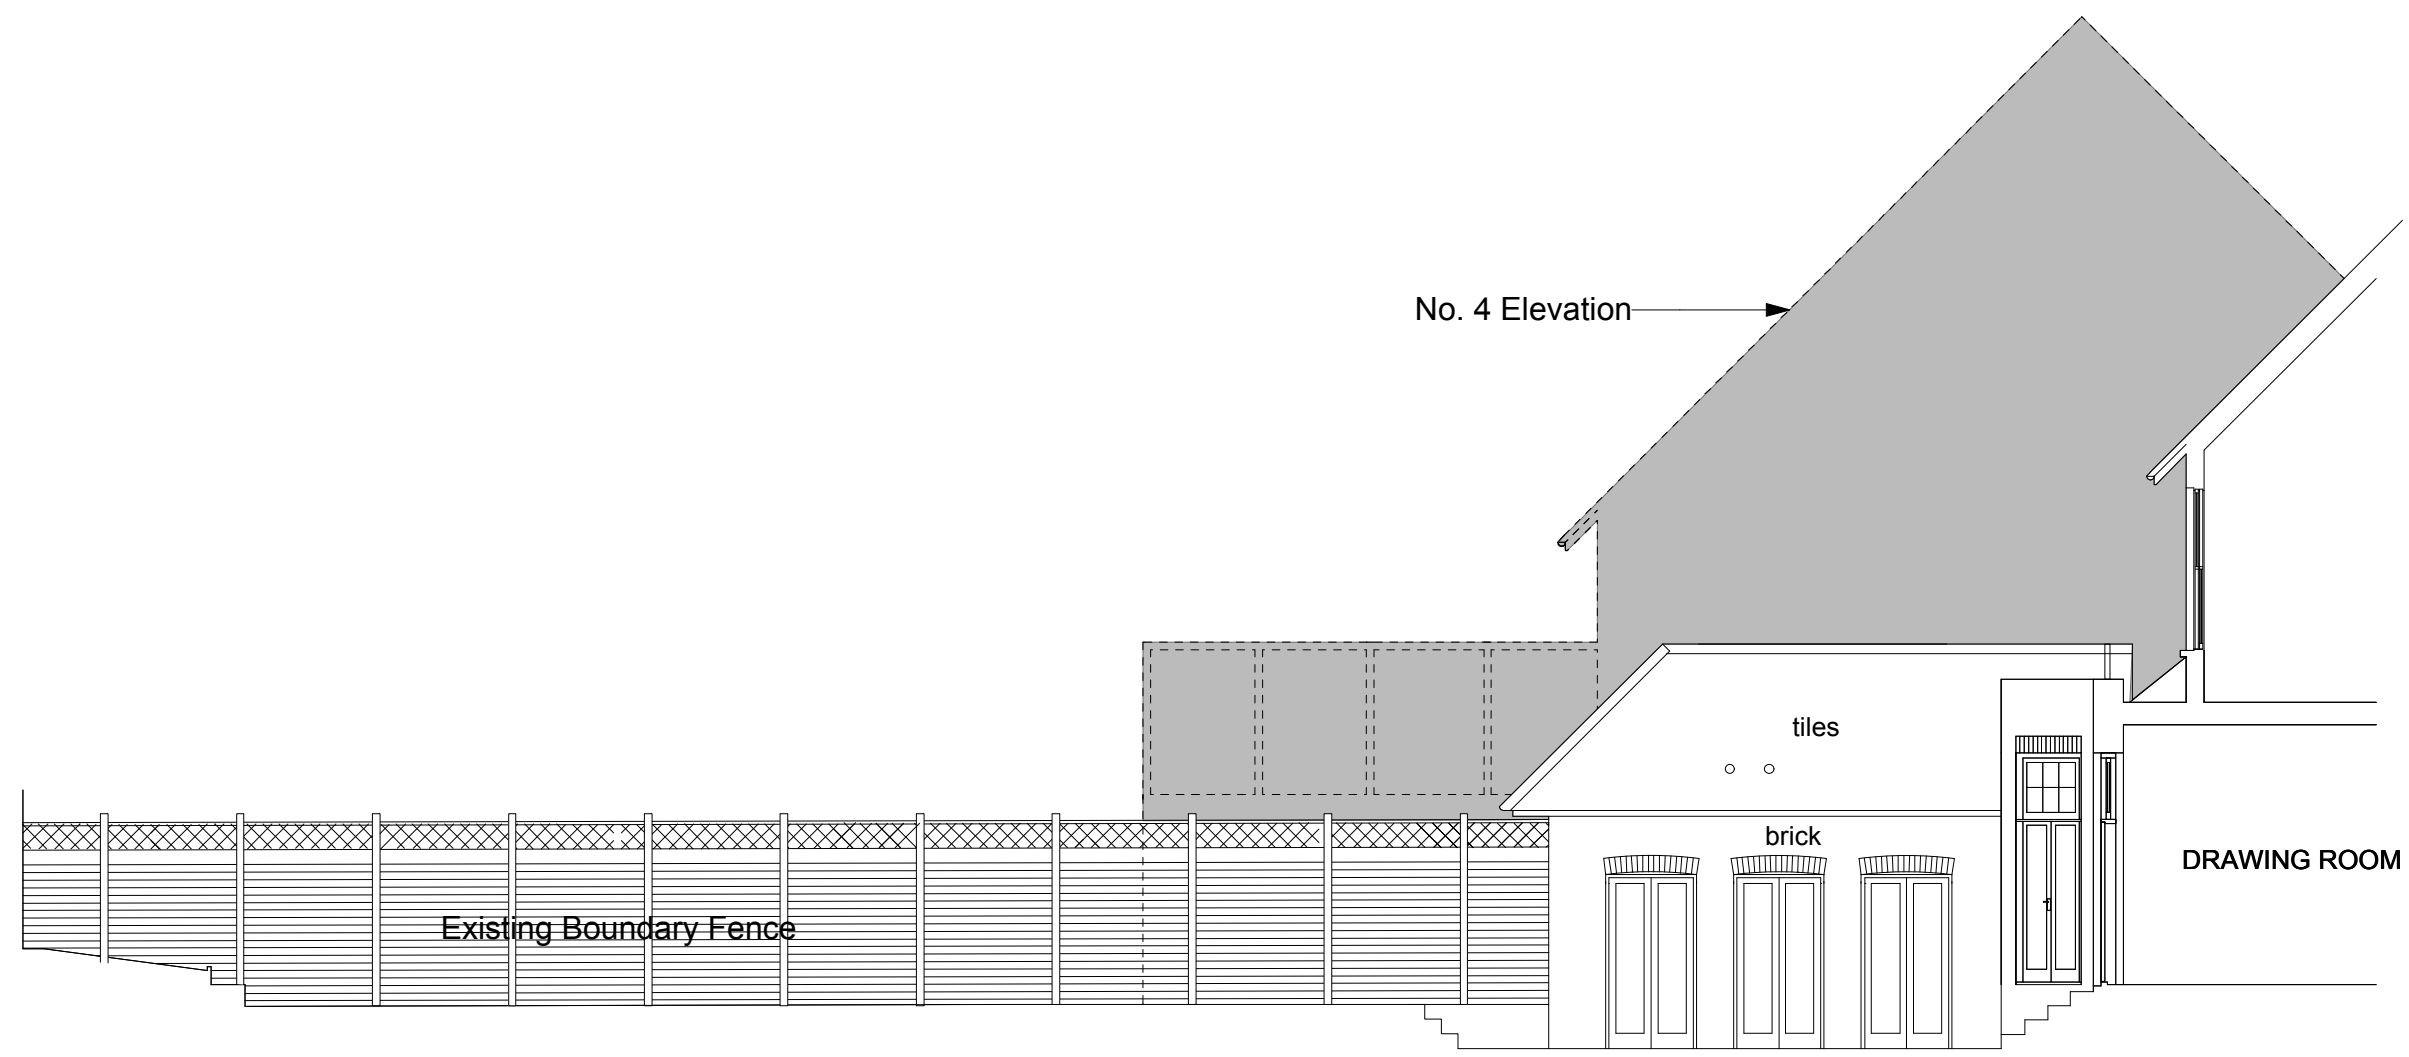 No. 4 Elevation
tiles
brick
DRAWING ROOM
Existing Boundary Fence